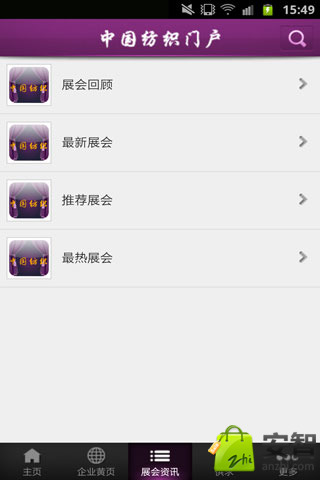 15:49
中国纺织门户
中国纺织
展会回顾
中国纺织
最新展会
中国纺织
推荐展会
中国纺织
最热展会
主页
企业黄页
展会资讯
供求
更多
zhi
安智
anzhi.com